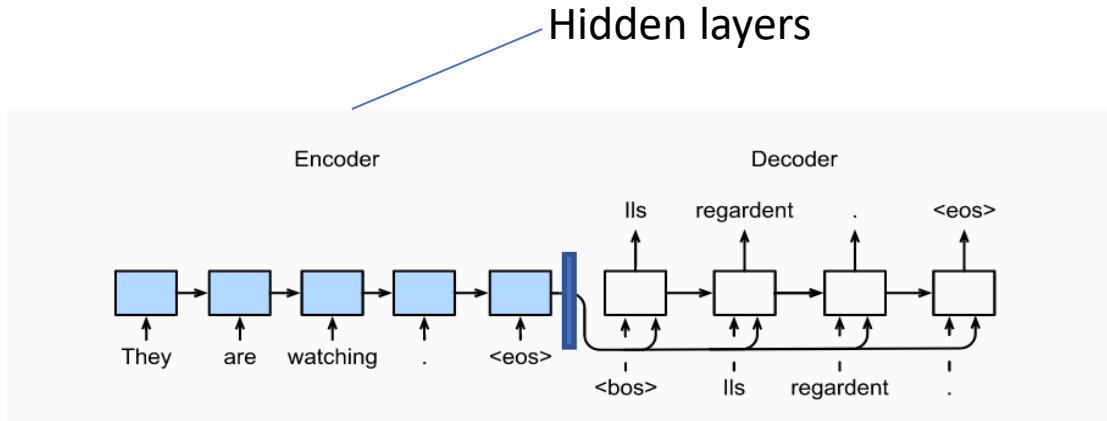 Hidden layers
Encoder Decoder
Ils regardent . <eos>
They are watching . <eos>
<bos> Ils regardent .